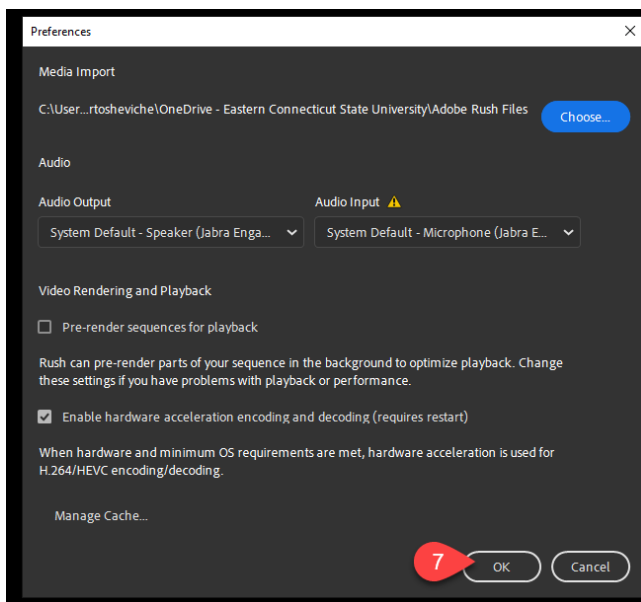 Preferences
Media Import
C:\User...rtosheviche\OneDrive - Eastern Connecticut State University\Adobe Rush Files
Choose...
Audio
Audio Output
Audio Input
System Default - Speaker (Jabra Enga...
System Default - Microphone (Jabra E...
Video Rendering and Playback
Pre-render sequences for playback
Rush can pre-render parts of your sequence in the background to optimize playback. Change
these settings if you have problems with playback or performance.
Enable hardware acceleration encoding and decoding (requires restart)
When hardware and minimum OS requirements are met, hardware acceleration is used for
H.264/HEVC encoding/decoding.
Manage Cache...
7
OK
Cancel